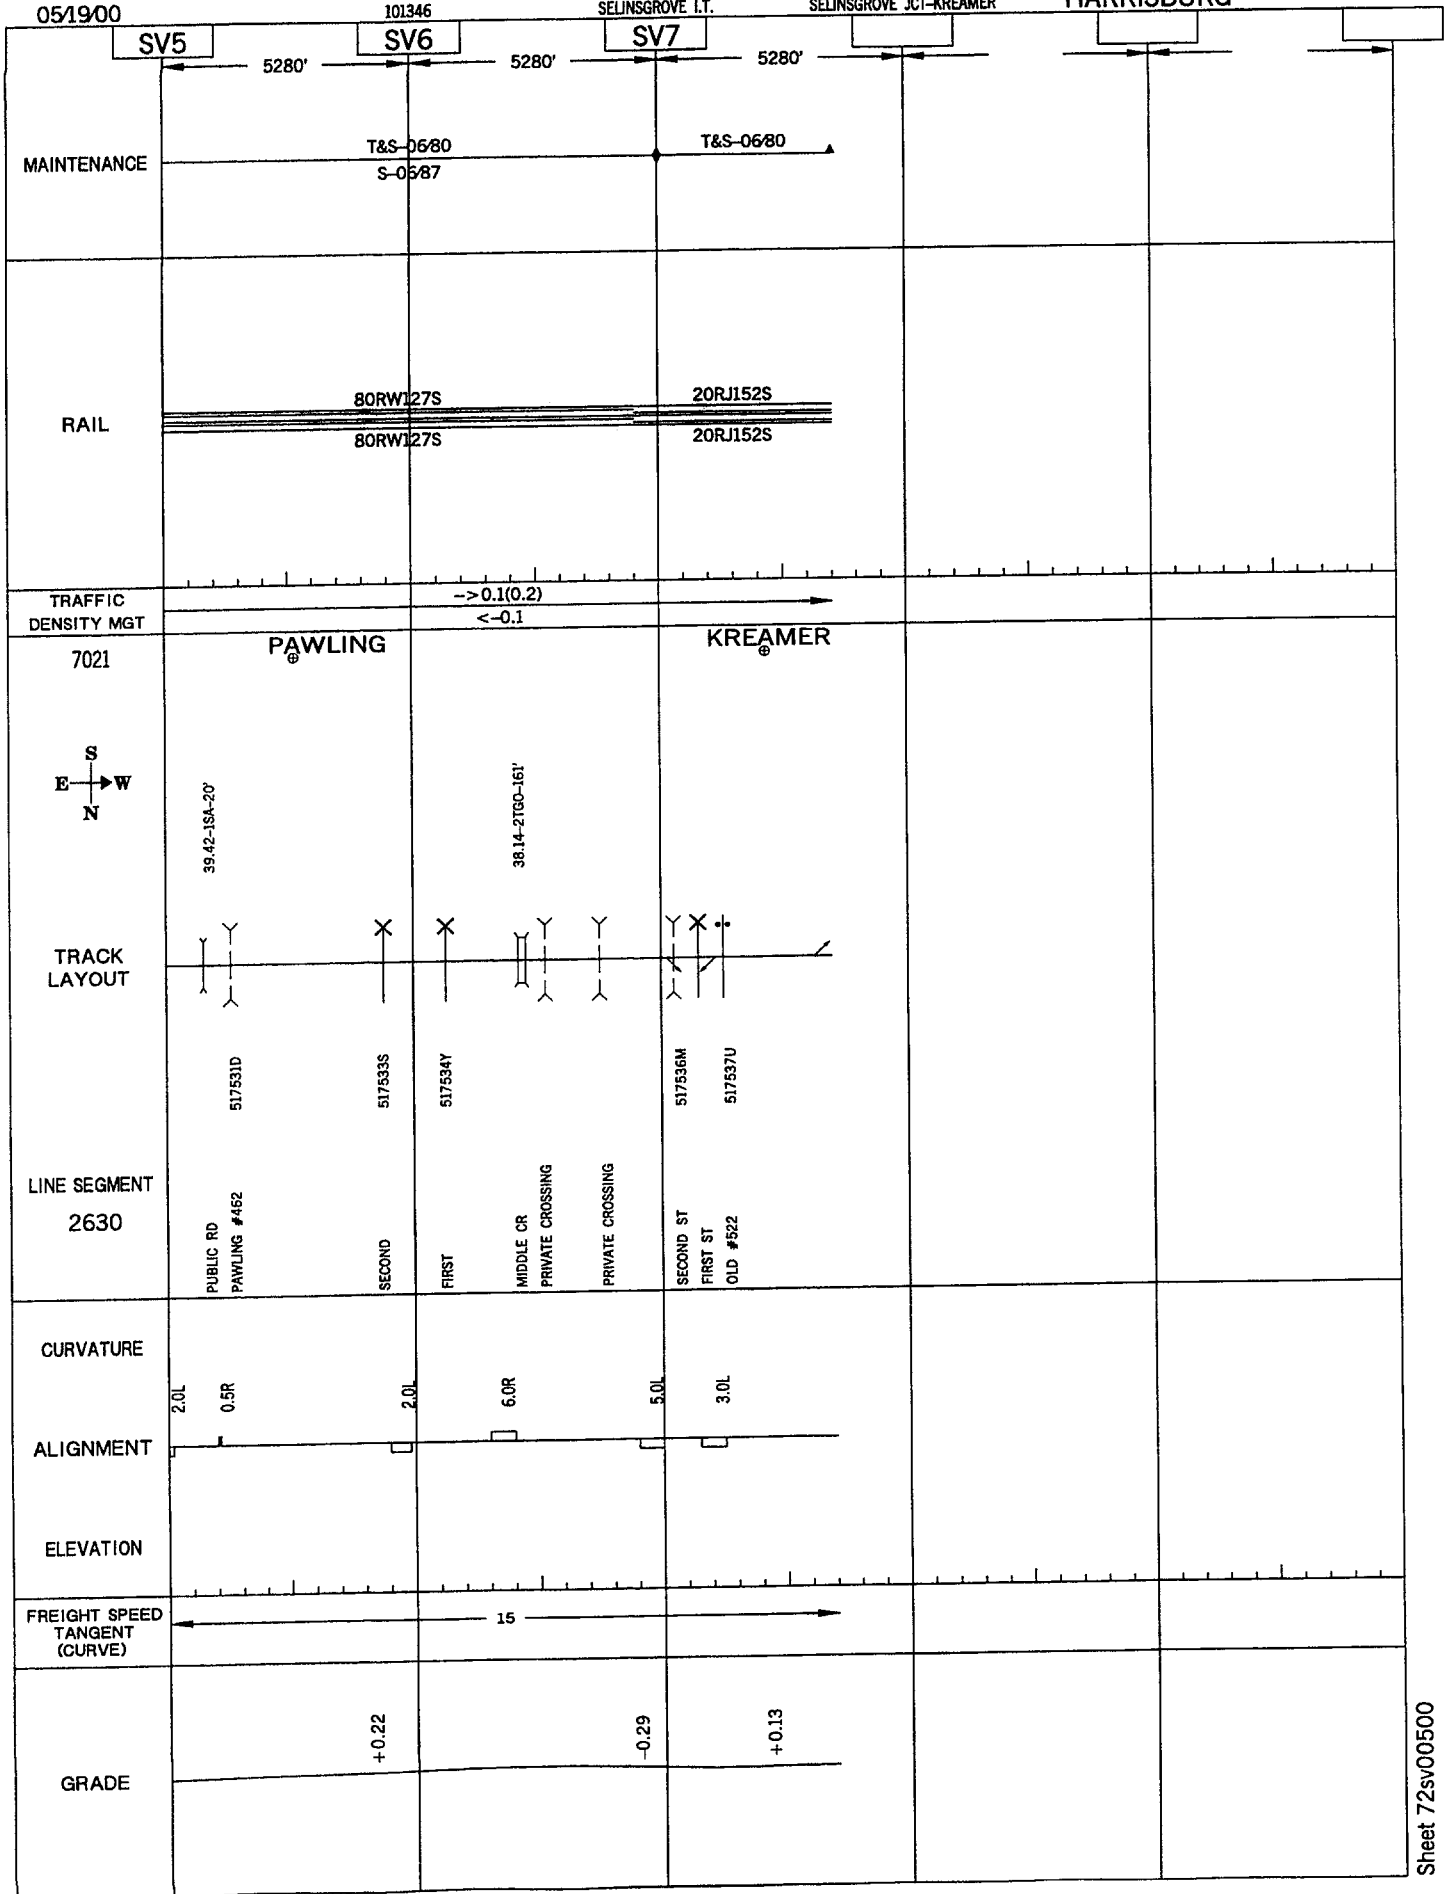 05/19/00
101346
SELINSGROVE I.T.
SELINSGROVE JCT-KREAMER
HARRISBURG
SV5
SV6
SV7
5280'
5280'
5280'
MAINTENANCE
T&S-06/80
S-06/87
T&S-06/80
RAIL
80RW127S
20RJ152S
80RW127S
20RJ152S
TRAFFIC
DENSITY MGT
->0.1(0.2)
<-0.1
7021
PAWLING
KREAMER
S
E W
N
39.42-1SA-20'
38.14-2TGO-161'
TRACK
LAYOUT
517531D
517533S
517534Y
517536M
517537U
LINE SEGMENT
2630
PUBLIC RD
PAWLING #462
SECOND
FIRST
MIDDLE CR
PRIVATE CROSSING
PRIVATE CROSSING
SECOND ST
FIRST ST
OLD #522
CURVATURE
2.0L
0.5R
2.0L
6.0R
5.0L
3.0L
ALIGNMENT
ELEVATION
FREIGHT SPEED
TANGENT
(CURVE)
15
GRADE
+0.22
-0.29
+0.13
Sheet 72sv00500